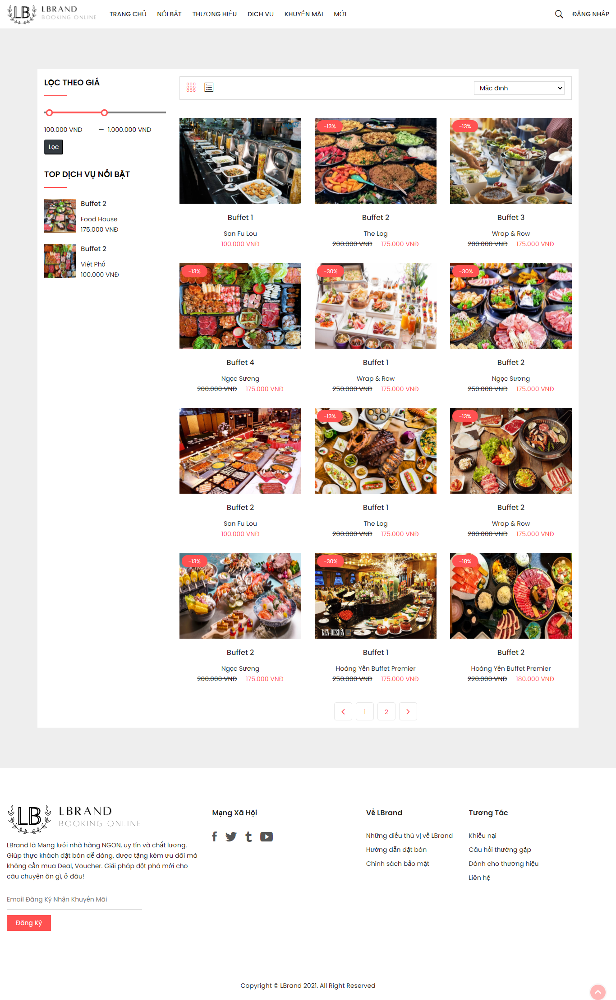 LB LBRAND
BOOKING ONLINE
TRANG CHỦ NỔI BẬT THƯƠNG HIỆU DỊCH VỤ KHUYẾN MÃI MỚI ĐĂNG NHẬP
LỌC THEO GIÁ
100.000 VND — 1.000.000 VND
Lọc
TOP DỊCH VỤ NỔI BẬT
Buffet 2
Food House
175.000 VNĐ
Buffet 2
Việt Phố
100.000 VNĐ
Mặc định
Buffet 1
San Fu Lou
100.000 VNĐ
-13%
Buffet 2
The Log
200.000 VNĐ 175.000 VNĐ
-13%
Buffet 3
Wrap & Row
200.000 VNĐ 175.000 VNĐ
-13%
Buffet 4
Ngọc Sương
200.000 VNĐ 175.000 VNĐ
-30%
Buffet 1
Wrap & Row
250.000 VNĐ 175.000 VNĐ
-30%
Buffet 2
Ngọc Sương
250.000 VNĐ 175.000 VNĐ
Buffet 2
San Fu Lou
100.000 VNĐ
-13%
Buffet 1
The Log
200.000 VNĐ 175.000 VNĐ
-13%
PasGo
Buffet 2
Wrap & Row
200.000 VNĐ 175.000 VNĐ
-13%
Buffet 2
Ngọc Sương
200.000 VNĐ 175.000 VNĐ
-30%
KEN DESIGN
Buffet 1
Hoàng Yến Buffet Premier
250.000 VNĐ 175.000 VNĐ
-18%
Buffet 2
Hoàng Yến Buffet Premier
220.000 VNĐ 180.000 VNĐ
1 2
LB LBRAND
BOOKING ONLINE
LBrand là Mạng lưới nhà hàng NGON, uy tín và chất lượng.
Giúp thực khách đặt bàn dễ dàng, được tặng kèm ưu đãi mà
không cần mua Deal, Voucher. Giải pháp đột phá mới cho
câu chuyện ăn gì, ở đâu!
Email Đăng Ký Nhận Khuyến Mãi
Đăng Ký
Mạng Xã Hội
Về LBrand
Những điều thú vị về LBrand
Hướng dẫn đặt bàn
Chính sách bảo mật
Tương Tác
Khiếu nại
Câu hỏi thường gặp
Dành cho thương hiệu
Liên hệ
Copyright © LBrand 2021. All Right Reserved